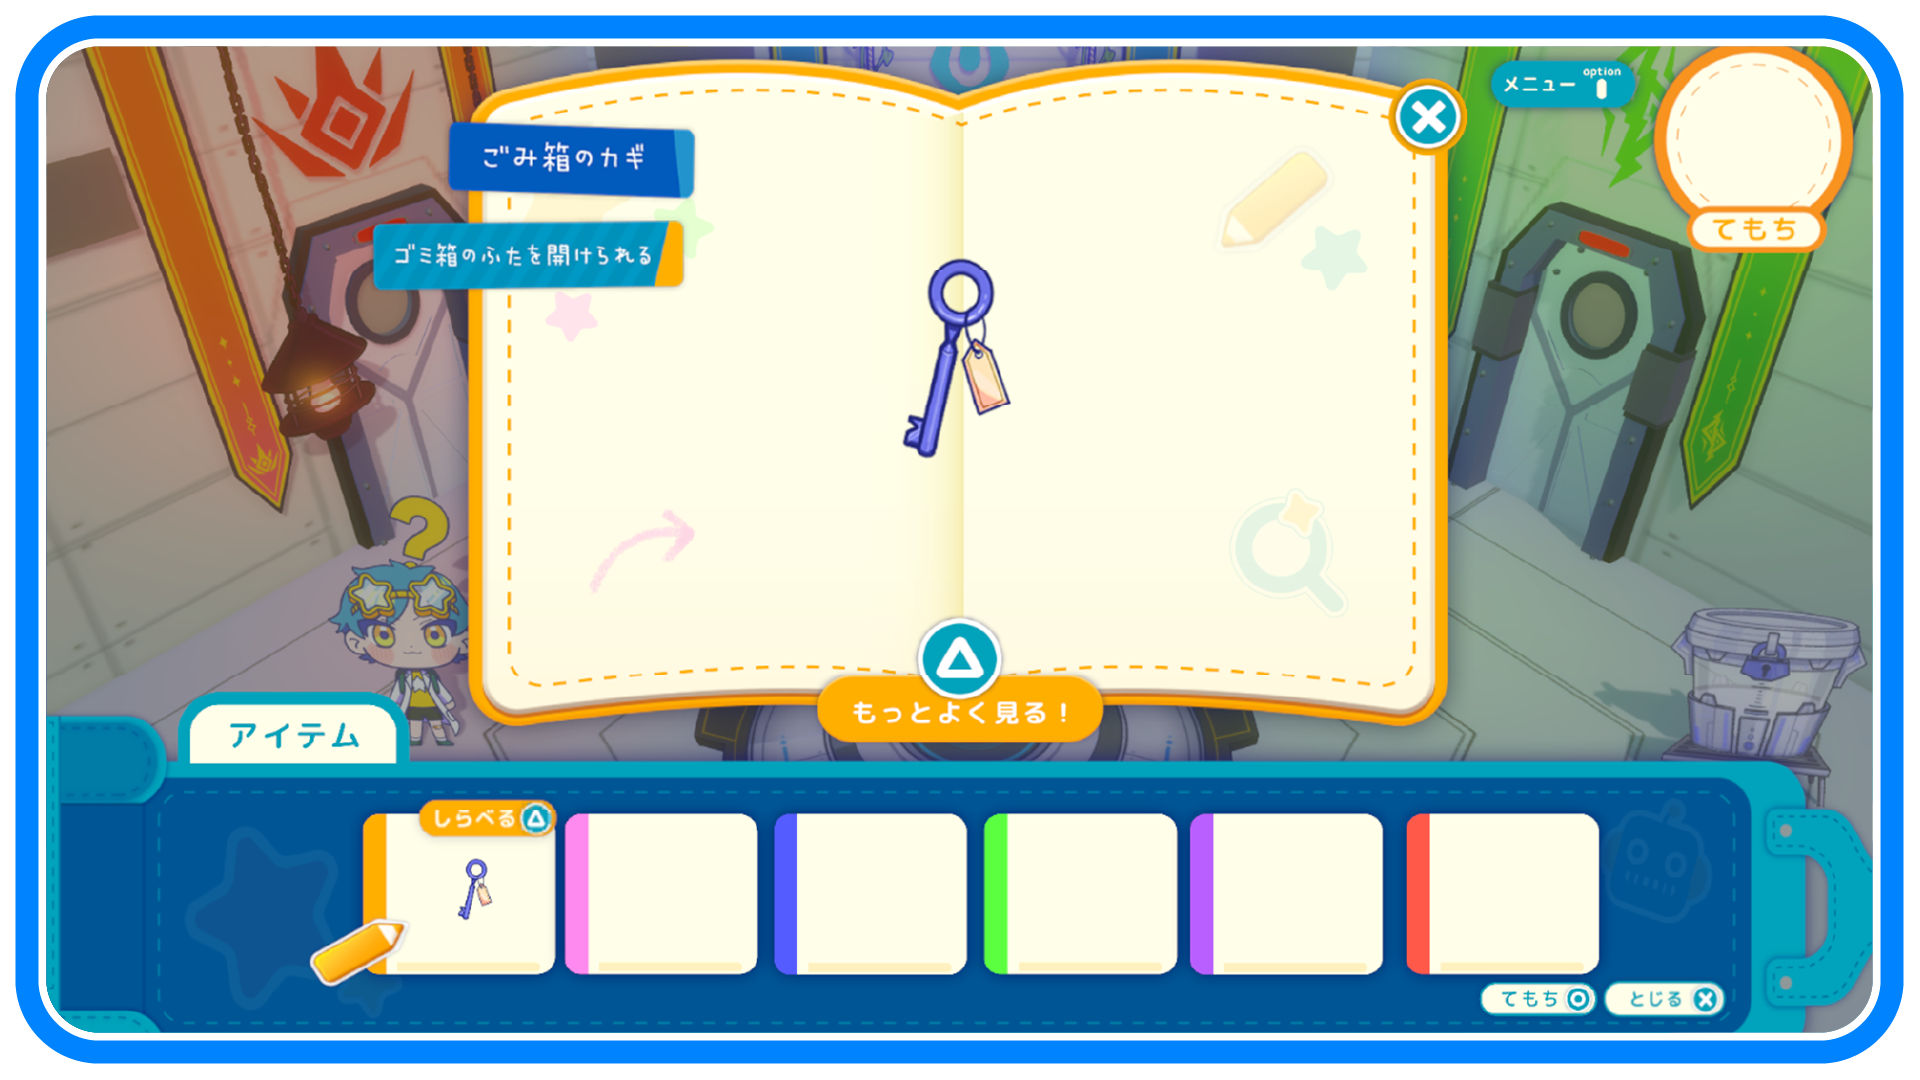 メニュー option
てもち
ごみ箱のカギ
ゴミ箱のふたを開けられる
もっとよく見る！
アイテム
しらべる
てもち
とじる